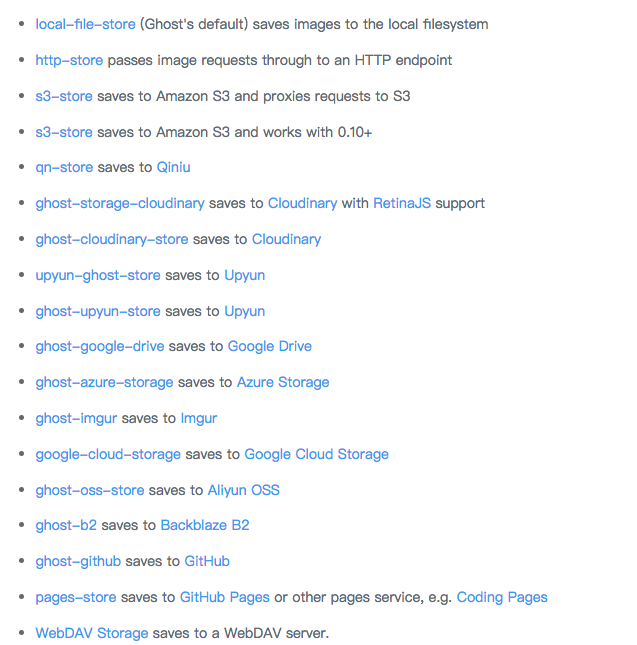 • local-file-store (Ghost's default) saves images to the local filesystem
• http-store passes image requests through to an HTTP endpoint
• s3-store saves to Amazon S3 and proxies requests to S3
• s3-store saves to Amazon S3 and works with 0.10+
• qn-store saves to Qiniu
• ghost-storage-cloudinary saves to Cloudinary with RetinaJS support
• ghost-cloudinary-store saves to Cloudinary
• upyun-ghost-store saves to Upyun
• ghost-upyun-store saves to Upyun
• ghost-google-drive saves to Google Drive
• ghost-azure-storage saves to Azure Storage
• ghost-imgur saves to Imgur
• google-cloud-storage saves to Google Cloud Storage
• ghost-oss-store saves to Aliyun OSS
• ghost-b2 saves to Backblaze B2
• ghost-github saves to GitHub
• pages-store saves to GitHub Pages or other pages service, e.g. Coding Pages
• WebDAV Storage saves to a WebDAV server.